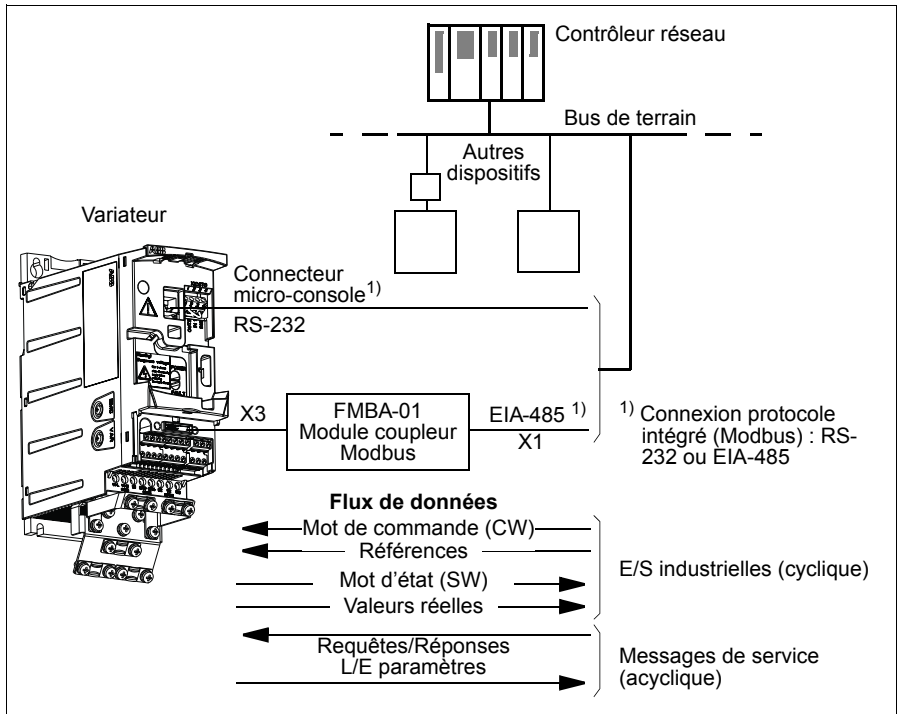 Contrôleur réseau
Bus de terrain
Autres
dispositifs
Variateur
ABB
Connecteur
micro-console1)
RS-232
X3
FMBA-01
Module coupleur
Modbus
EIA-485 1)
X1
1) Connexion protocole
intégré (Modbus) : RS-
232 ou EIA-485
Flux de données
Mot de commande (CW)
Références
Mot d’état (SW)
Valeurs réelles
E/S industrielles (cyclique)
Requêtes/Réponses
L/E paramètres
Messages de service
(acyclique)